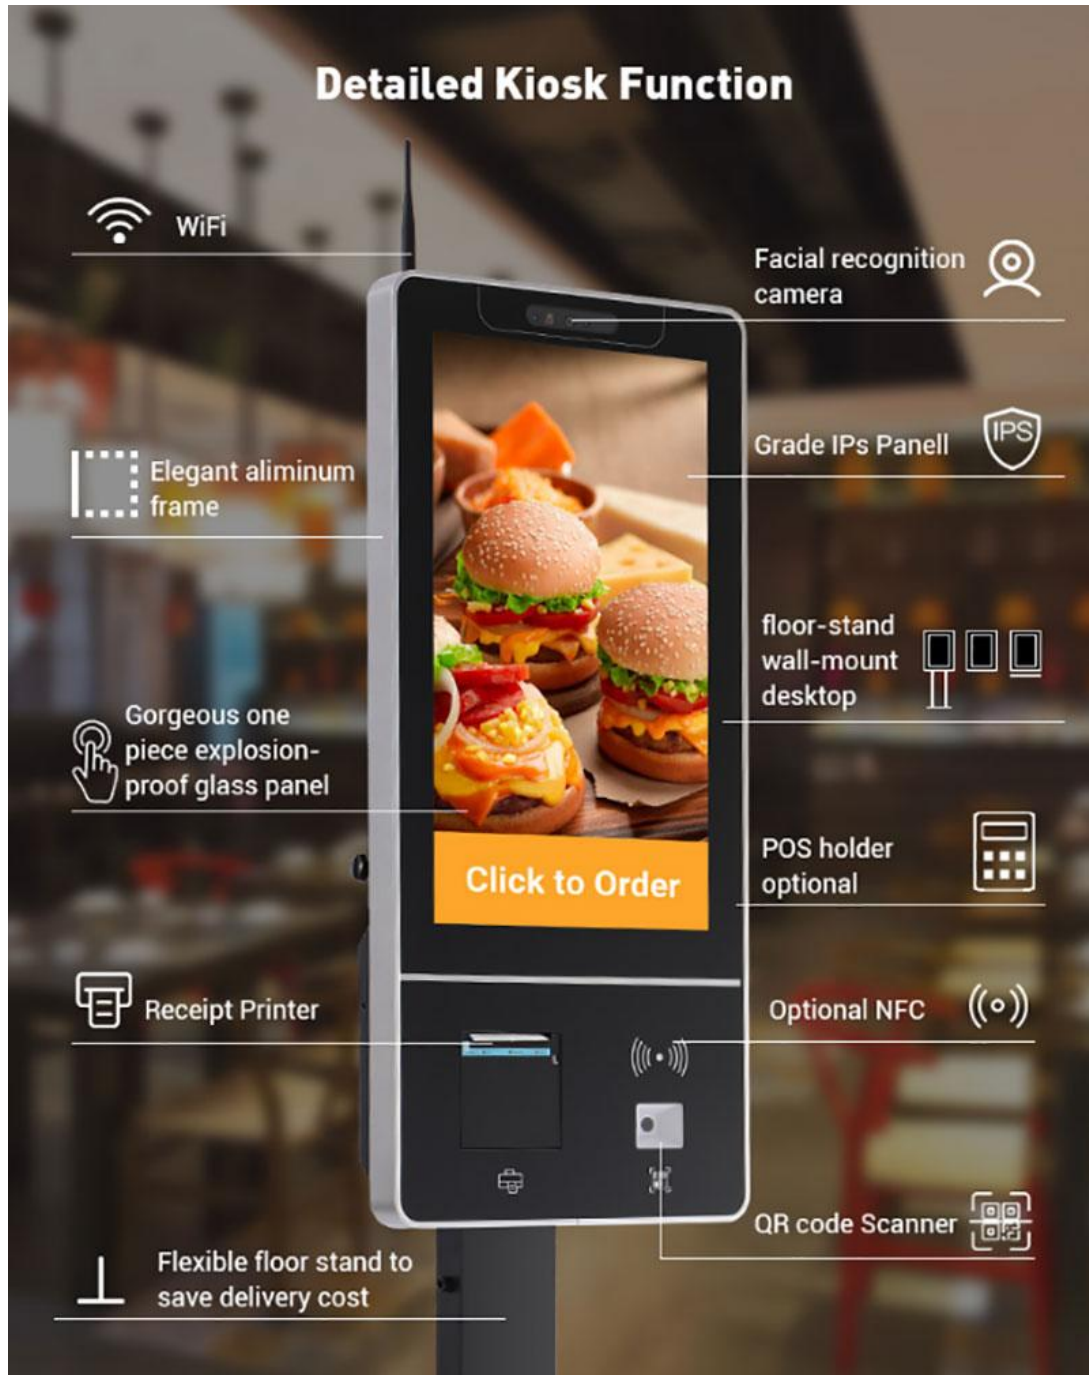 Detailed Kiosk Function
WiFi
Facial recognition
camera
Elegant aliminum
frame
Grade IPs Panell
IPS
floor-stand
wall-mount
desktop
Gorgeous one
piece explosion-
proof glass panel
POS holder
optional
Click to Order
Receipt Printer
Optional NFC
QR code Scanner
Flexible floor stand to
save delivery cost